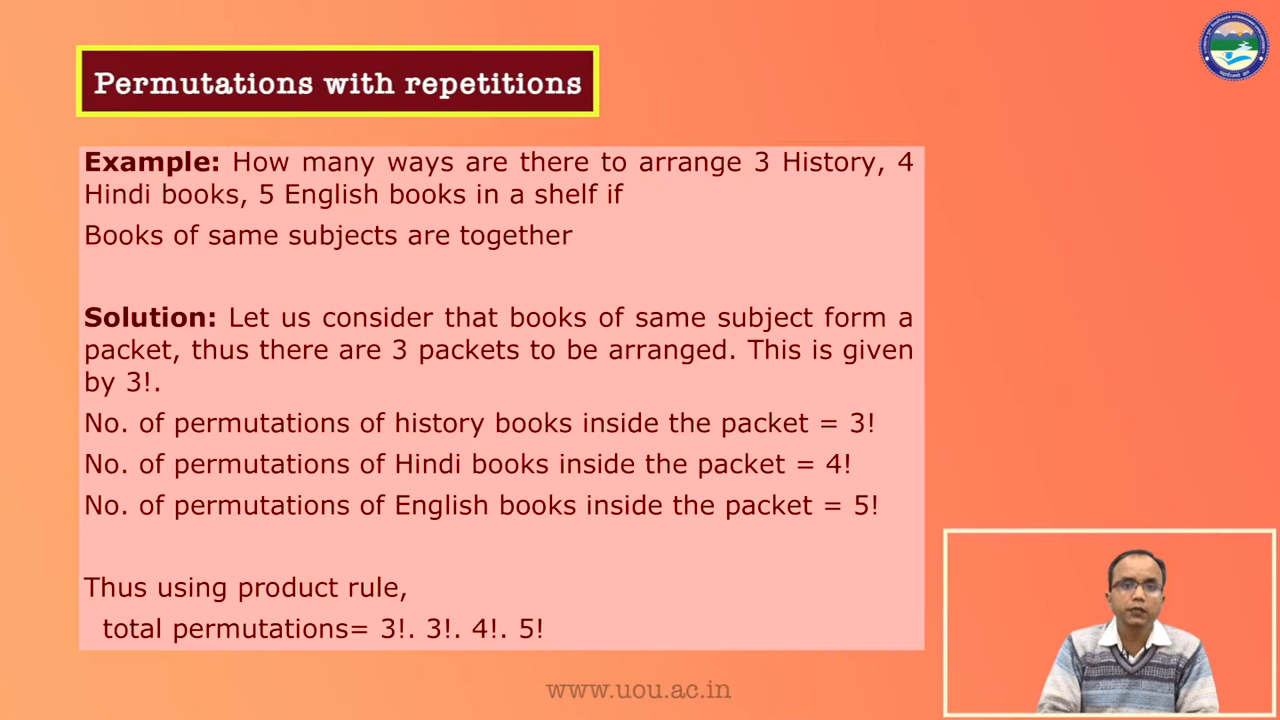 Permutations with repetitions
Example: How many ways are there to arrange 3 History, 4
Hindi books, 5 English books in a shelf if
Books of same subjects are together
Solution: Let us consider that books of same subject form a
packet, thus there are 3 packets to be arranged. This is given
by 3!.
No. of permutations of history books inside the packet = 3!
No. of permutations of Hindi books inside the packet = 4!
No. of permutations of English books inside the packet = 5!
Thus using product rule,
total permutations= 3!. 3!. 4!. 5!
www.uou.ac.in